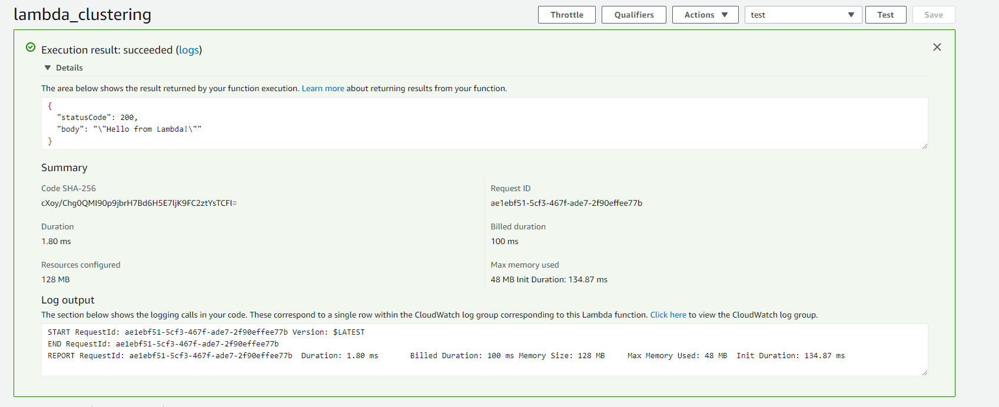 lambda_clustering
Throttle
Qualifiers
Actions
test
Test
Save
Execution result: succeeded (logs)
Details
The area below shows the result returned by your function execution. Learn more about returning results from your function.
{
  "statusCode": 200,
  "body": "\"Hello from Lambda!\""
}
Summary
Code SHA-256
cXoy/Chg0QMI90p9jbrH7Bd6H5E7ljK9FC2ztYsTCFI=
Request ID
ae1ebf51-5cf3-467f-ade7-2f90effee77b
Duration
1.80 ms
Billed duration
100 ms
Resources configured
128 MB
Max memory used
48 MB Init Duration: 134.87 ms
Log output
The section below shows the logging calls in your code. These correspond to a single row within the CloudWatch log group corresponding to this Lambda function. Click here to view the CloudWatch log group.
START RequestId: ae1ebf51-5cf3-467f-ade7-2f90effee77b Version: $LATEST
END RequestId: ae1ebf51-5cf3-467f-ade7-2f90effee77b
REPORT RequestId: ae1ebf51-5cf3-467f-ade7-2f90effee77b  Duration: 1.80 ms       Billed Duration: 100 ms Memory Size: 128 MB     Max Memory Used: 48 MB  Init Duration: 134.87 ms